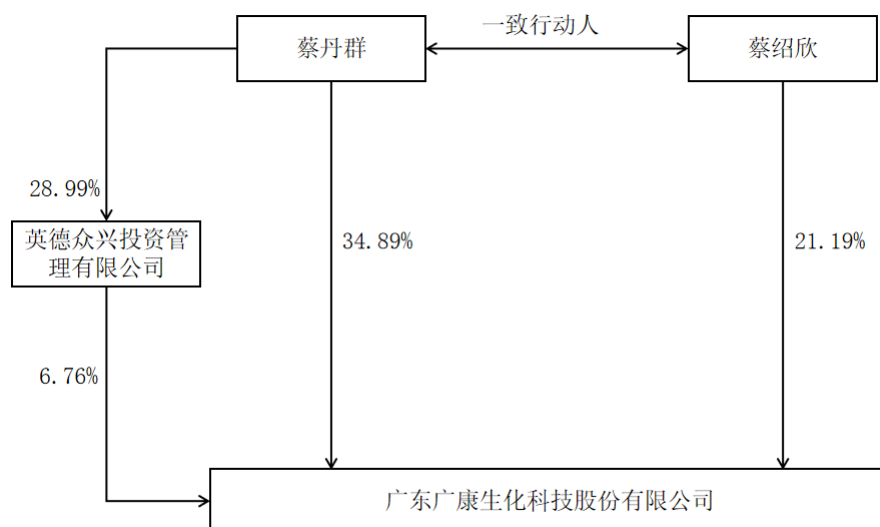 一致行动人
蔡丹群
蔡绍欣
28.99%
英德众兴投资管
理有限公司
34.89%
21.19%
6.76%
广东广康生化科技股份有限公司